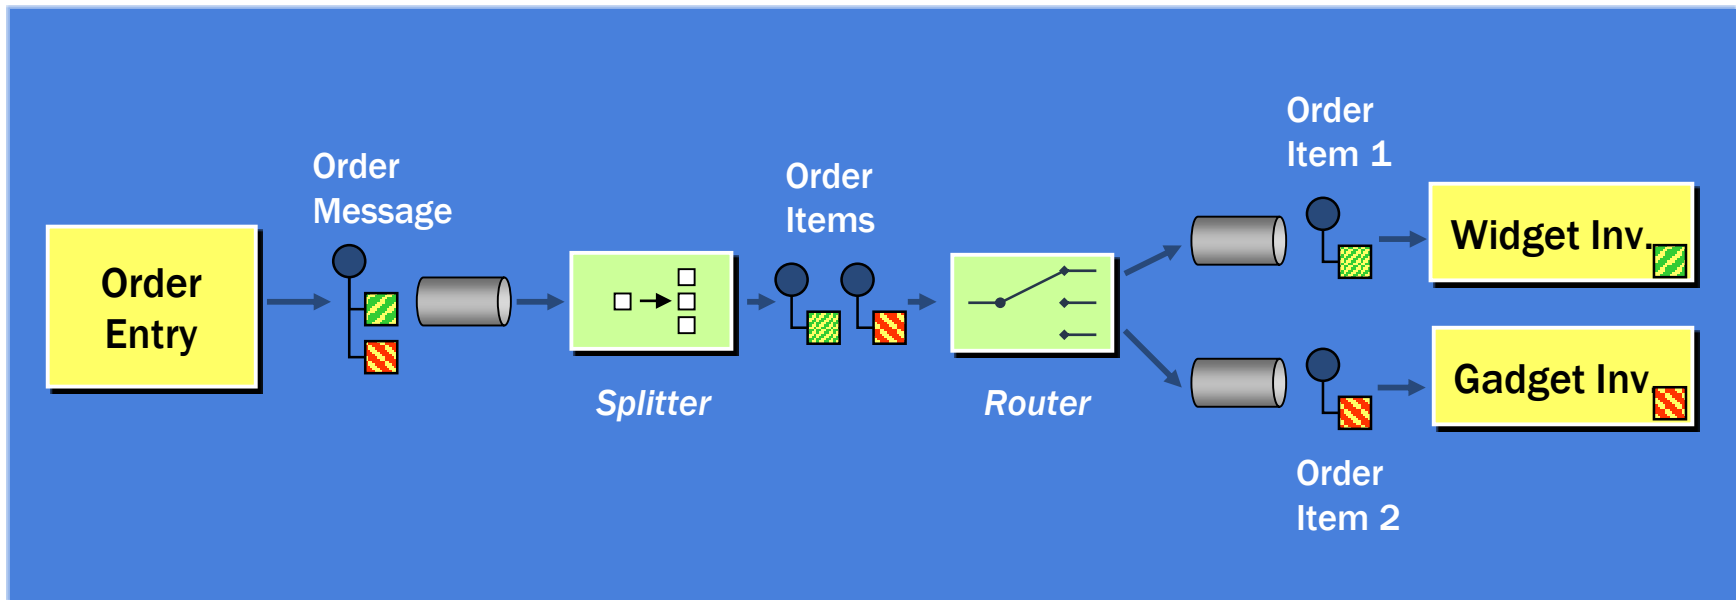 Order
Entry
Order
Message
Splitter
Order
Items
Router
Order
Item 1
Widget Inv.
Gadget Inv.
Order
Item 2